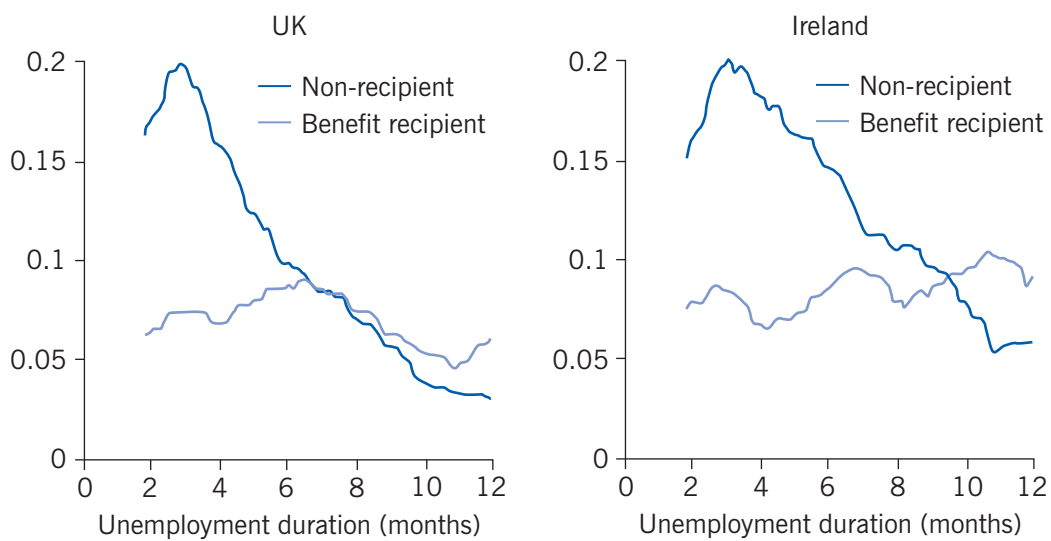 UK
0.2
0.15
0.1
0.05
0
Non-recipient
Benefit recipient
0 2 4 6 8 10 12
Unemployment duration (months)
Ireland
0.2
0.15
0.1
0.05
0
Non-recipient
Benefit recipient
0 2 4 6 8 10 12
Unemployment duration (months)